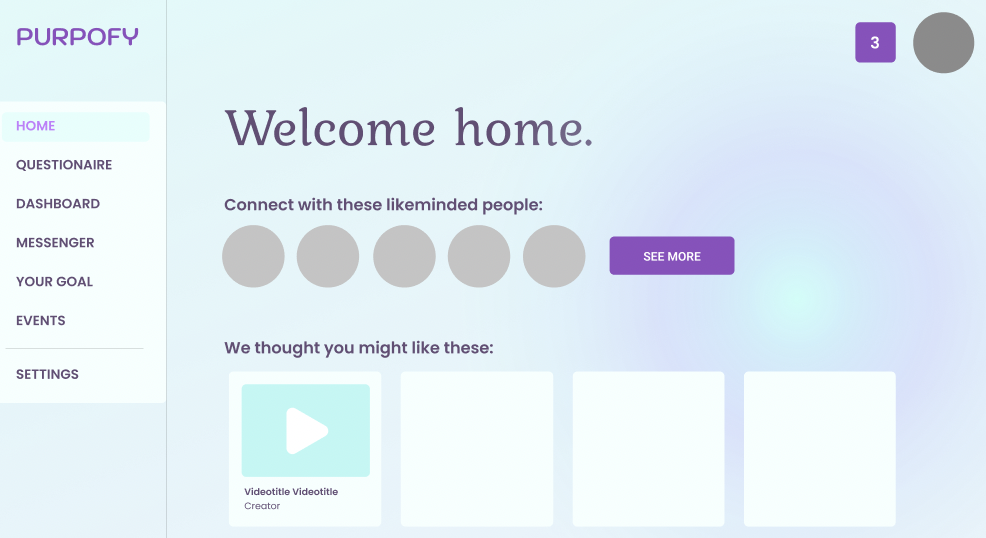 PURPOFY
3
HOME
QUESTIONAIRE
DASHBOARD
MESSENGER
YOUR GOAL
EVENTS
SETTINGS
Welcome home.
Connect with these likeminded people:
SEE MORE
We thought you might like these:
Videotitle Videotitle
Creator